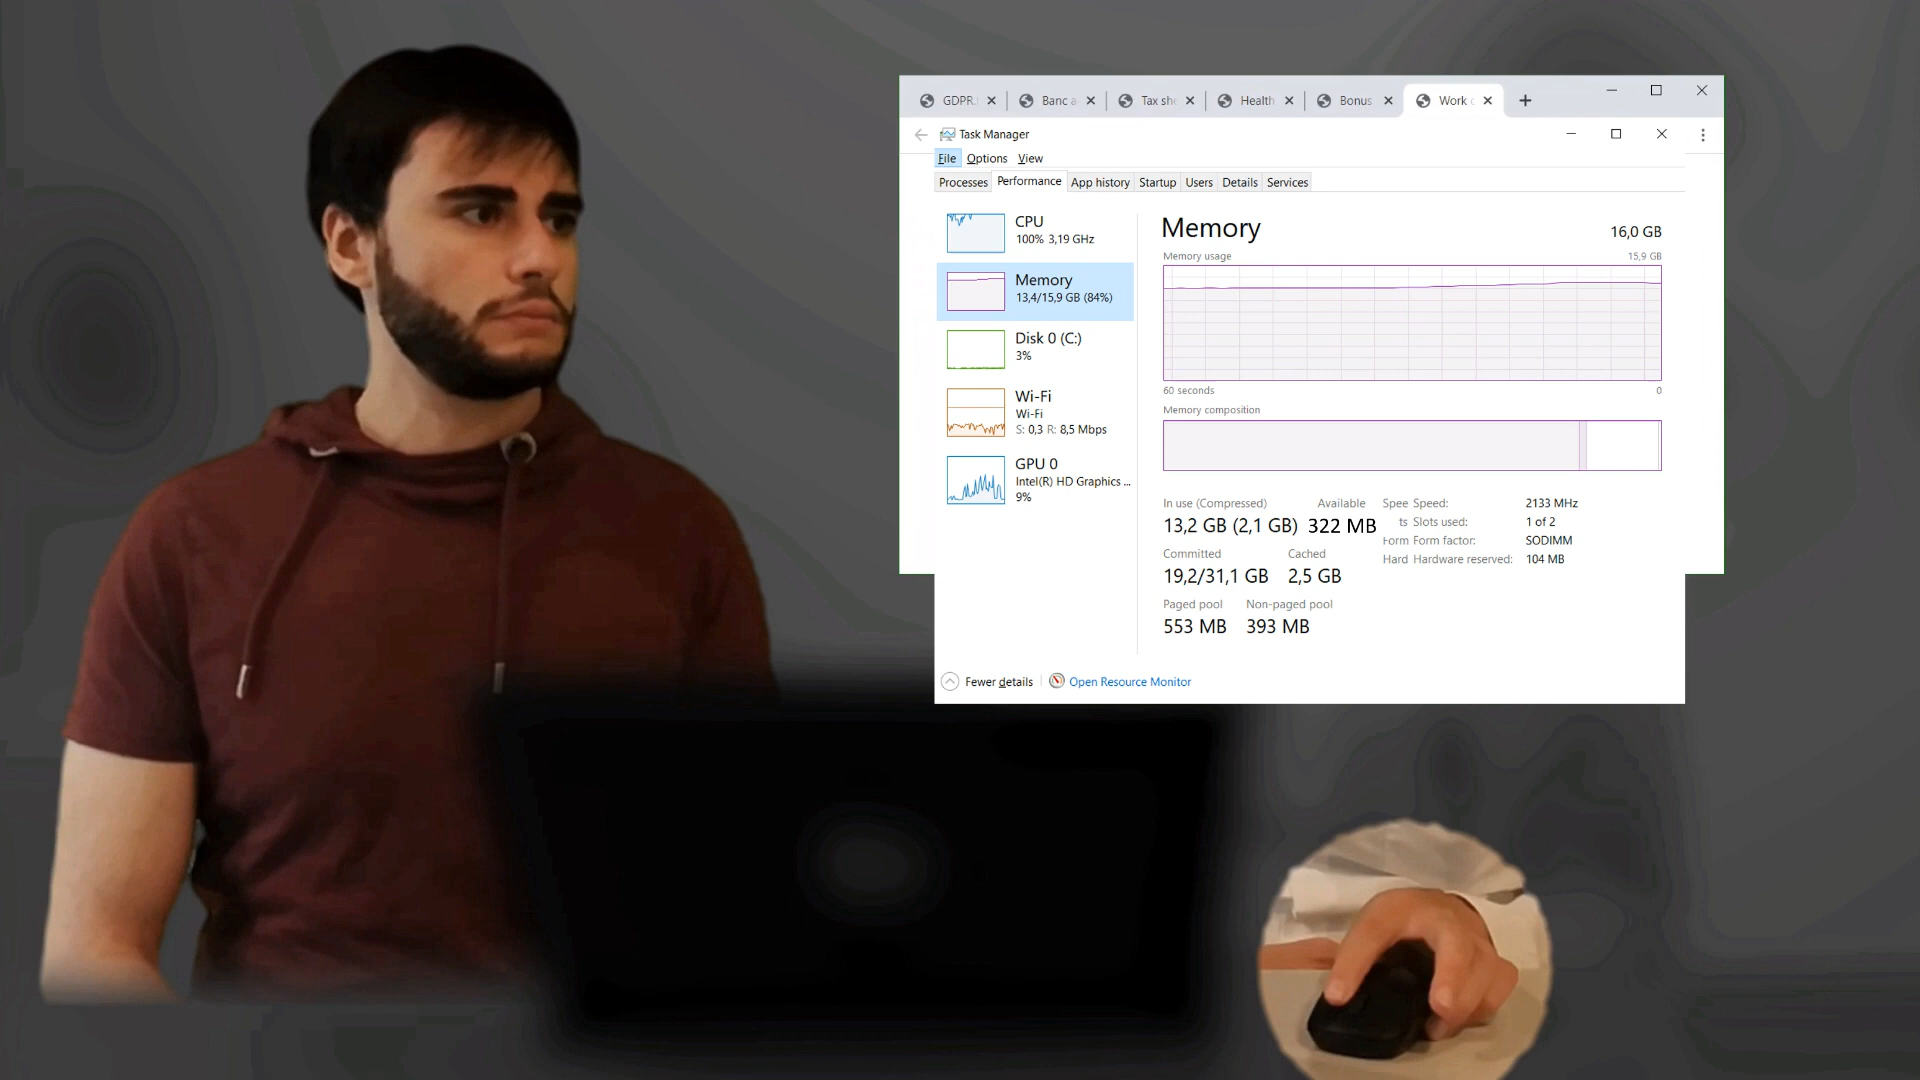 GDPR. Banc a Tax she Health Bonus Work c
Task Manager
File Options View
Processes Performance App history Startup Users Details Services
CPU
100% 3,19 GHz
Memory
13,4/15,9 GB (84%)
Disk 0 (C:)
3%
Wi-Fi
Wi-Fi
S: 0,3 R: 8,5 Mbps
GPU 0
Intel(R) HD Graphics ...
9%
Memory 16,0 GB
Memory usage 15,9 GB
60 seconds 0
Memory composition
In use (Compressed) Available Spee Speed: 2133 MHz
13,2 GB (2,1 GB) 322 MB ts Slots used: 1 of 2
Form Form factor: SODIMM
Committed Cached Hard Hardware reserved: 104 MB
19,2/31,1 GB 2,5 GB
Paged pool Non-paged pool
553 MB 393 MB
Fewer details Open Resource Monitor